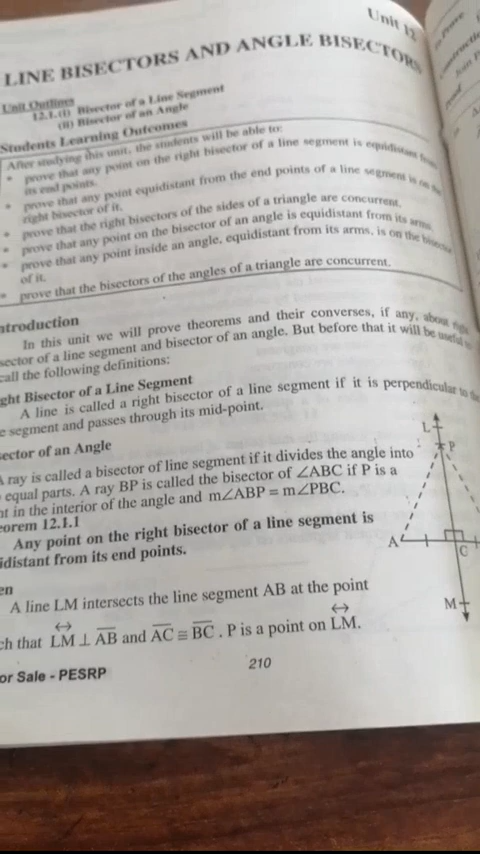 Unit 12
LINE BISECTORS AND ANGLE BISECTORS
Unit Outlines
12.1.(i) Bisector of a Line Segment
(ii) Bisector of an Angle
Students Learning Outcomes
After studying this unit, the students will be able to:
• prove that any point on the right bisector of a line segment is equidistant from
its end points.
• prove that any point equidistant from the end points of a line segment is on the
right bisector of it.
• prove that the right bisectors of the sides of a triangle are concurrent.
• prove that any point on the bisector of an angle is equidistant from its arms.
• prove that any point inside an angle, equidistant from its arms, is on the bisector
of it.
• prove that the bisectors of the angles of a triangle are concurrent.
ntroduction
In this unit we will prove theorems and their converses, if any, about right
sector of a line segment and bisector of an angle. But before that it will be useful to
call the following definitions:
ght Bisector of a Line Segment
A line is called a right bisector of a line segment if it is perpendicular to the
e segment and passes through its mid-point.
sector of an Angle
A ray is called a bisector of line segment if it divides the angle into
equal parts. A ray BP is called the bisector of ∠ABC if P is a
nt in the interior of the angle and m∠ABP = m∠PBC.
eorem 12.1.1
Any point on the right bisector of a line segment is
idistant from its end points.
en
A line LM intersects the line segment AB at the point
ch that LM ⊥ AB and AC ≅ BC . P is a point on LM.
or Sale - PESRP
210
L
P
A
C
M